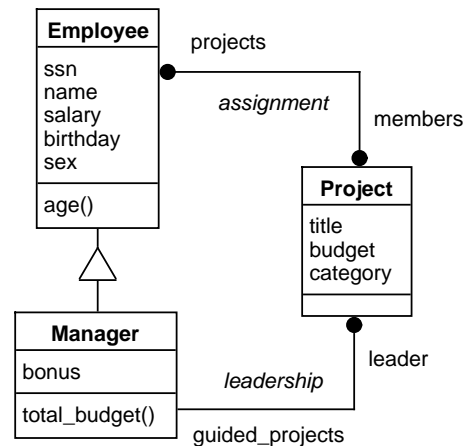 Employee
ssn
name
salary
birthday
sex
age()
projects
assignment
members
Project
title
budget
category
Manager
bonus
total_budget()
leadership
leader
guided_projects